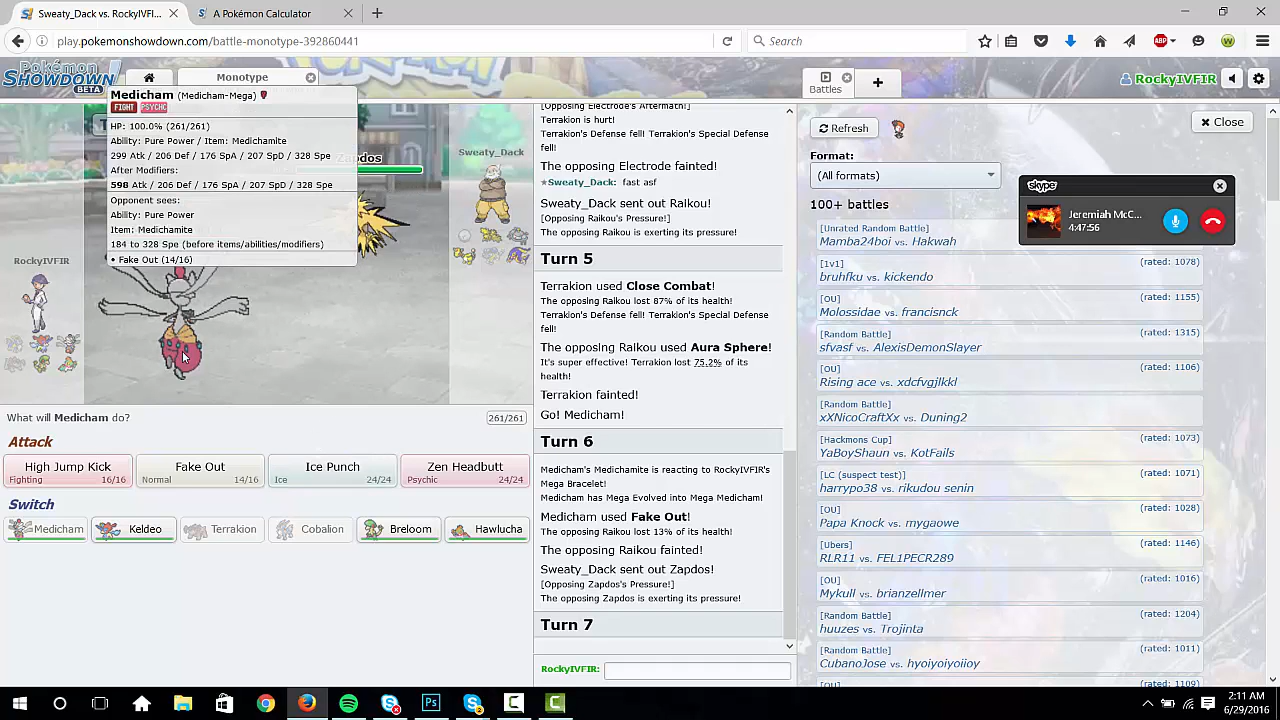 Sweaty_Dack vs. RockyIVFI...
A Pokémon Calculator
play.pokemonshowdown.com/battle-monotype-392860441
Search
ABP
Pokémon
Showdown!
BETA
Monotype
Battles
RockyIVFIR
Medicham (Medicham-Mega)
FIGHT PSYCHC
HP: 100.0% (261/261)
Ability: Pure Power / Item: Medichamite
299 Atk / 206 Def / 176 SpA / 207 SpD / 328 Spe
After Modifiers:
598 Atk / 206 Def / 176 SpA / 207 SpD / 328 Spe
Opponent sees:
Ability: Pure Power
Item: Medichamite
184 to 328 Spe (before items/abilities/modifiers)
• Fake Out (14/16)
Zapdos
Sweaty_Dack
RockyIVFIR
What will Medicham do?
261/261
Attack
High Jump Kick
Fighting 16/16
Fake Out
Normal 14/16
Ice Punch
Ice 24/24
Zen Headbutt
Psychic 24/24
Switch
Medicham
Keldeo
Terrakion
Cobalion
Breloom
Hawlucha
[Opposing Electrode's Aftermath!]
Terrakion is hurt!
Terrakion's Defense fell! Terrakion's Special Defense
fell!
The opposing Electrode fainted!
★Sweaty_Dack: fast asf
Sweaty_Dack sent out Raikou!
[Opposing Raikou's Pressure!]
The opposing Raikou is exerting its pressure!
Turn 5
Terrakion used Close Combat!
The opposing Raikou lost 87% of its health!
Terrakion's Defense fell! Terrakion's Special Defense
fell!
The opposing Raikou used Aura Sphere!
It's super effective! Terrakion lost 75.2% of its
health!
Terrakion fainted!
Go! Medicham!
Turn 6
Medicham's Medichamite is reacting to RockyIVFIR's
Mega Bracelet!
Medicham has Mega Evolved into Mega Medicham!
Medicham used Fake Out!
The opposing Raikou lost 13% of its health!
The opposing Raikou fainted!
Sweaty_Dack sent out Zapdos!
[Opposing Zapdos's Pressure!]
The opposing Zapdos is exerting its pressure!
Turn 7
RockyIVFIR:
Refresh
Close
Format:
(All formats)
100+ battles
[Unrated Random Battle]
Mamba24boi vs. Hakwah
[1v1] (rated: 1078)
bruhfku vs. kickendo
[OU] (rated: 1155)
Molossidae vs. francisnck
[Random Battle] (rated: 1315)
sfvasf vs. AlexisDemonSlayer
[OU] (rated: 1106)
Rising ace vs. xdcfvgjlkkl
[Random Battle]
xXNicoCraftXx vs. Duning2
[Hackmons Cup] (rated: 1073)
YaBoyShaun vs. KotFails
[LC (suspect test)] (rated: 1071)
harrypo38 vs. rikudou senin
[OU] (rated: 1028)
Papa Knock vs. mygaowe
[Ubers] (rated: 1146)
RLR11 vs. FEL1PECR289
[OU] (rated: 1016)
Mykull vs. brianzellmer
[Random Battle] (rated: 1204)
huuzes vs. Trojinta
[Random Battle] (rated: 1011)
CubanoJose vs. hyoiyoiyoiioy
[OU] (rated: 1109)
skype
Jeremiah McC...
4:47:56
2:11 AM
6/29/2016